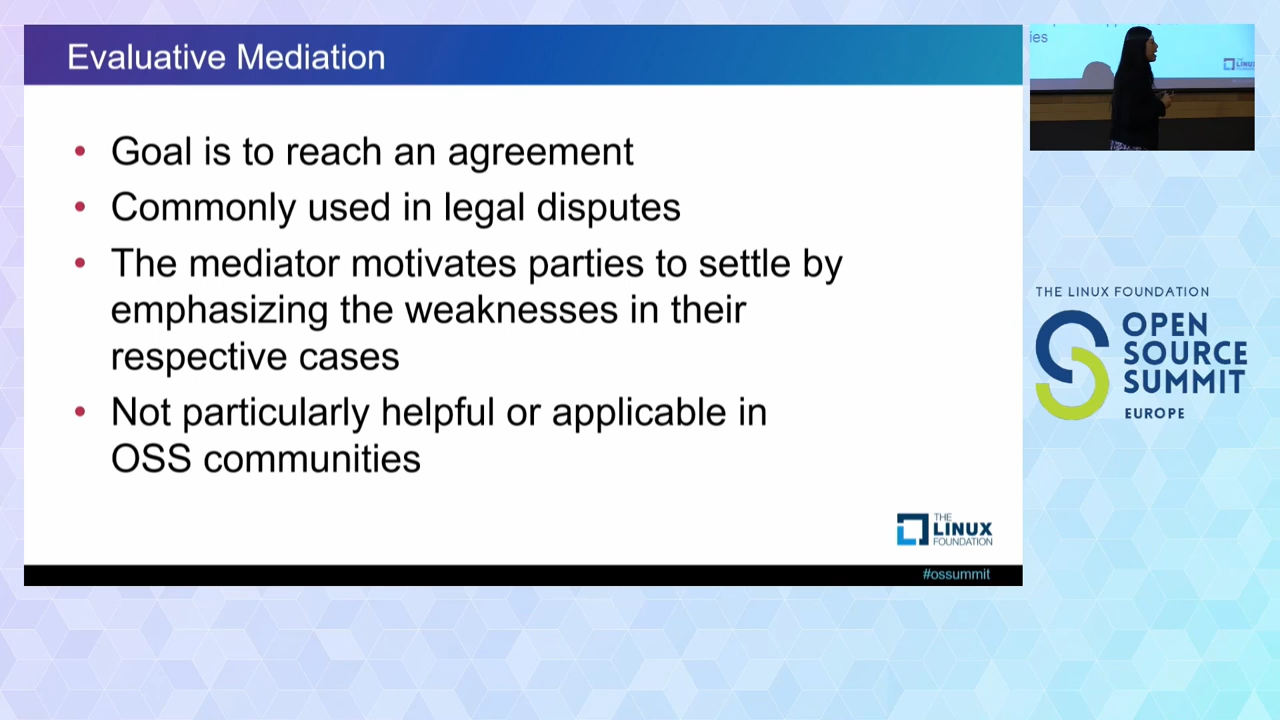 Evaluative Mediation
• Goal is to reach an agreement
• Commonly used in legal disputes
• The mediator motivates parties to settle by
emphasizing the weaknesses in their
respective cases
• Not particularly helpful or applicable in
OSS communities
THE
LINUX
FOUNDATION
#ossummit
ies
THE LINUX FOUNDATION
OPEN
SOURCE
SUMMIT
EUROPE